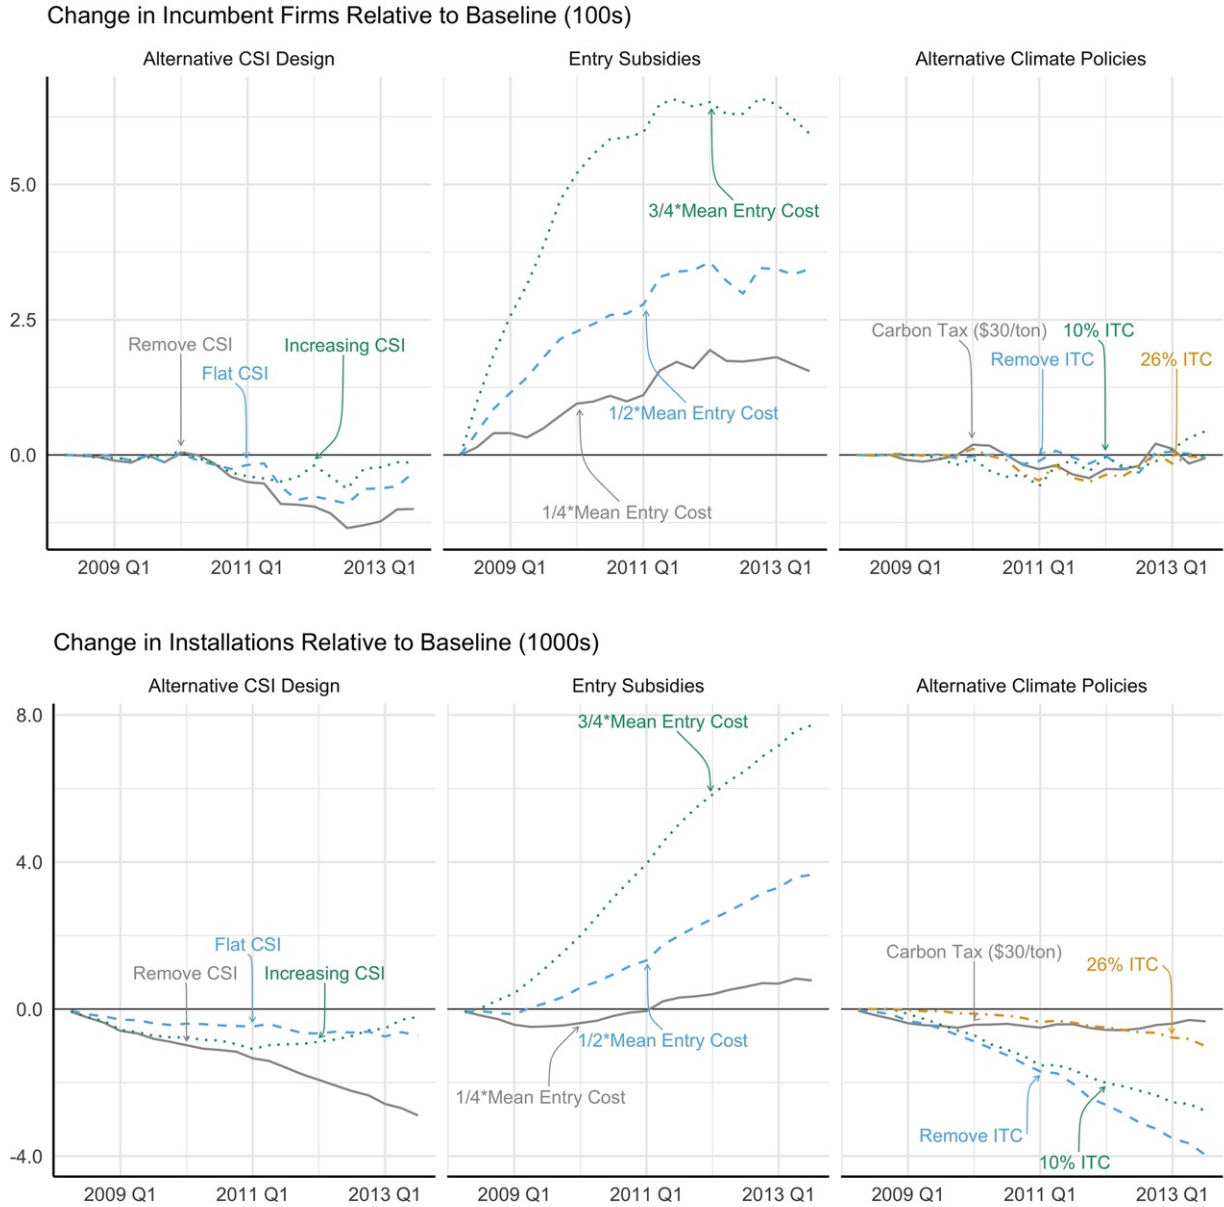 Change in Incumbent Firms Relative to Baseline (100s)
Alternative CSI Design
Entry Subsidies
Alternative Climate Policies
5.0
2.5
0.0
Remove CSI
Flat CSI
Increasing CSI
3/4*Mean Entry Cost
1/2*Mean Entry Cost
1/4*Mean Entry Cost
Carbon Tax ($30/ton)
10% ITC
Remove ITC
26% ITC
2009 Q1
2011 Q1
2013 Q1
2009 Q1
2011 Q1
2013 Q1
2009 Q1
2011 Q1
2013 Q1
Change in Installations Relative to Baseline (1000s)
Alternative CSI Design
Entry Subsidies
Alternative Climate Policies
8.0
4.0
0.0
-4.0
Flat CSI
Remove CSI
Increasing CSI
3/4*Mean Entry Cost
1/2*Mean Entry Cost
1/4*Mean Entry Cost
Carbon Tax ($30/ton)
26% ITC
Remove ITC
10% ITC
2009 Q1
2011 Q1
2013 Q1
2009 Q1
2011 Q1
2013 Q1
2009 Q1
2011 Q1
2013 Q1